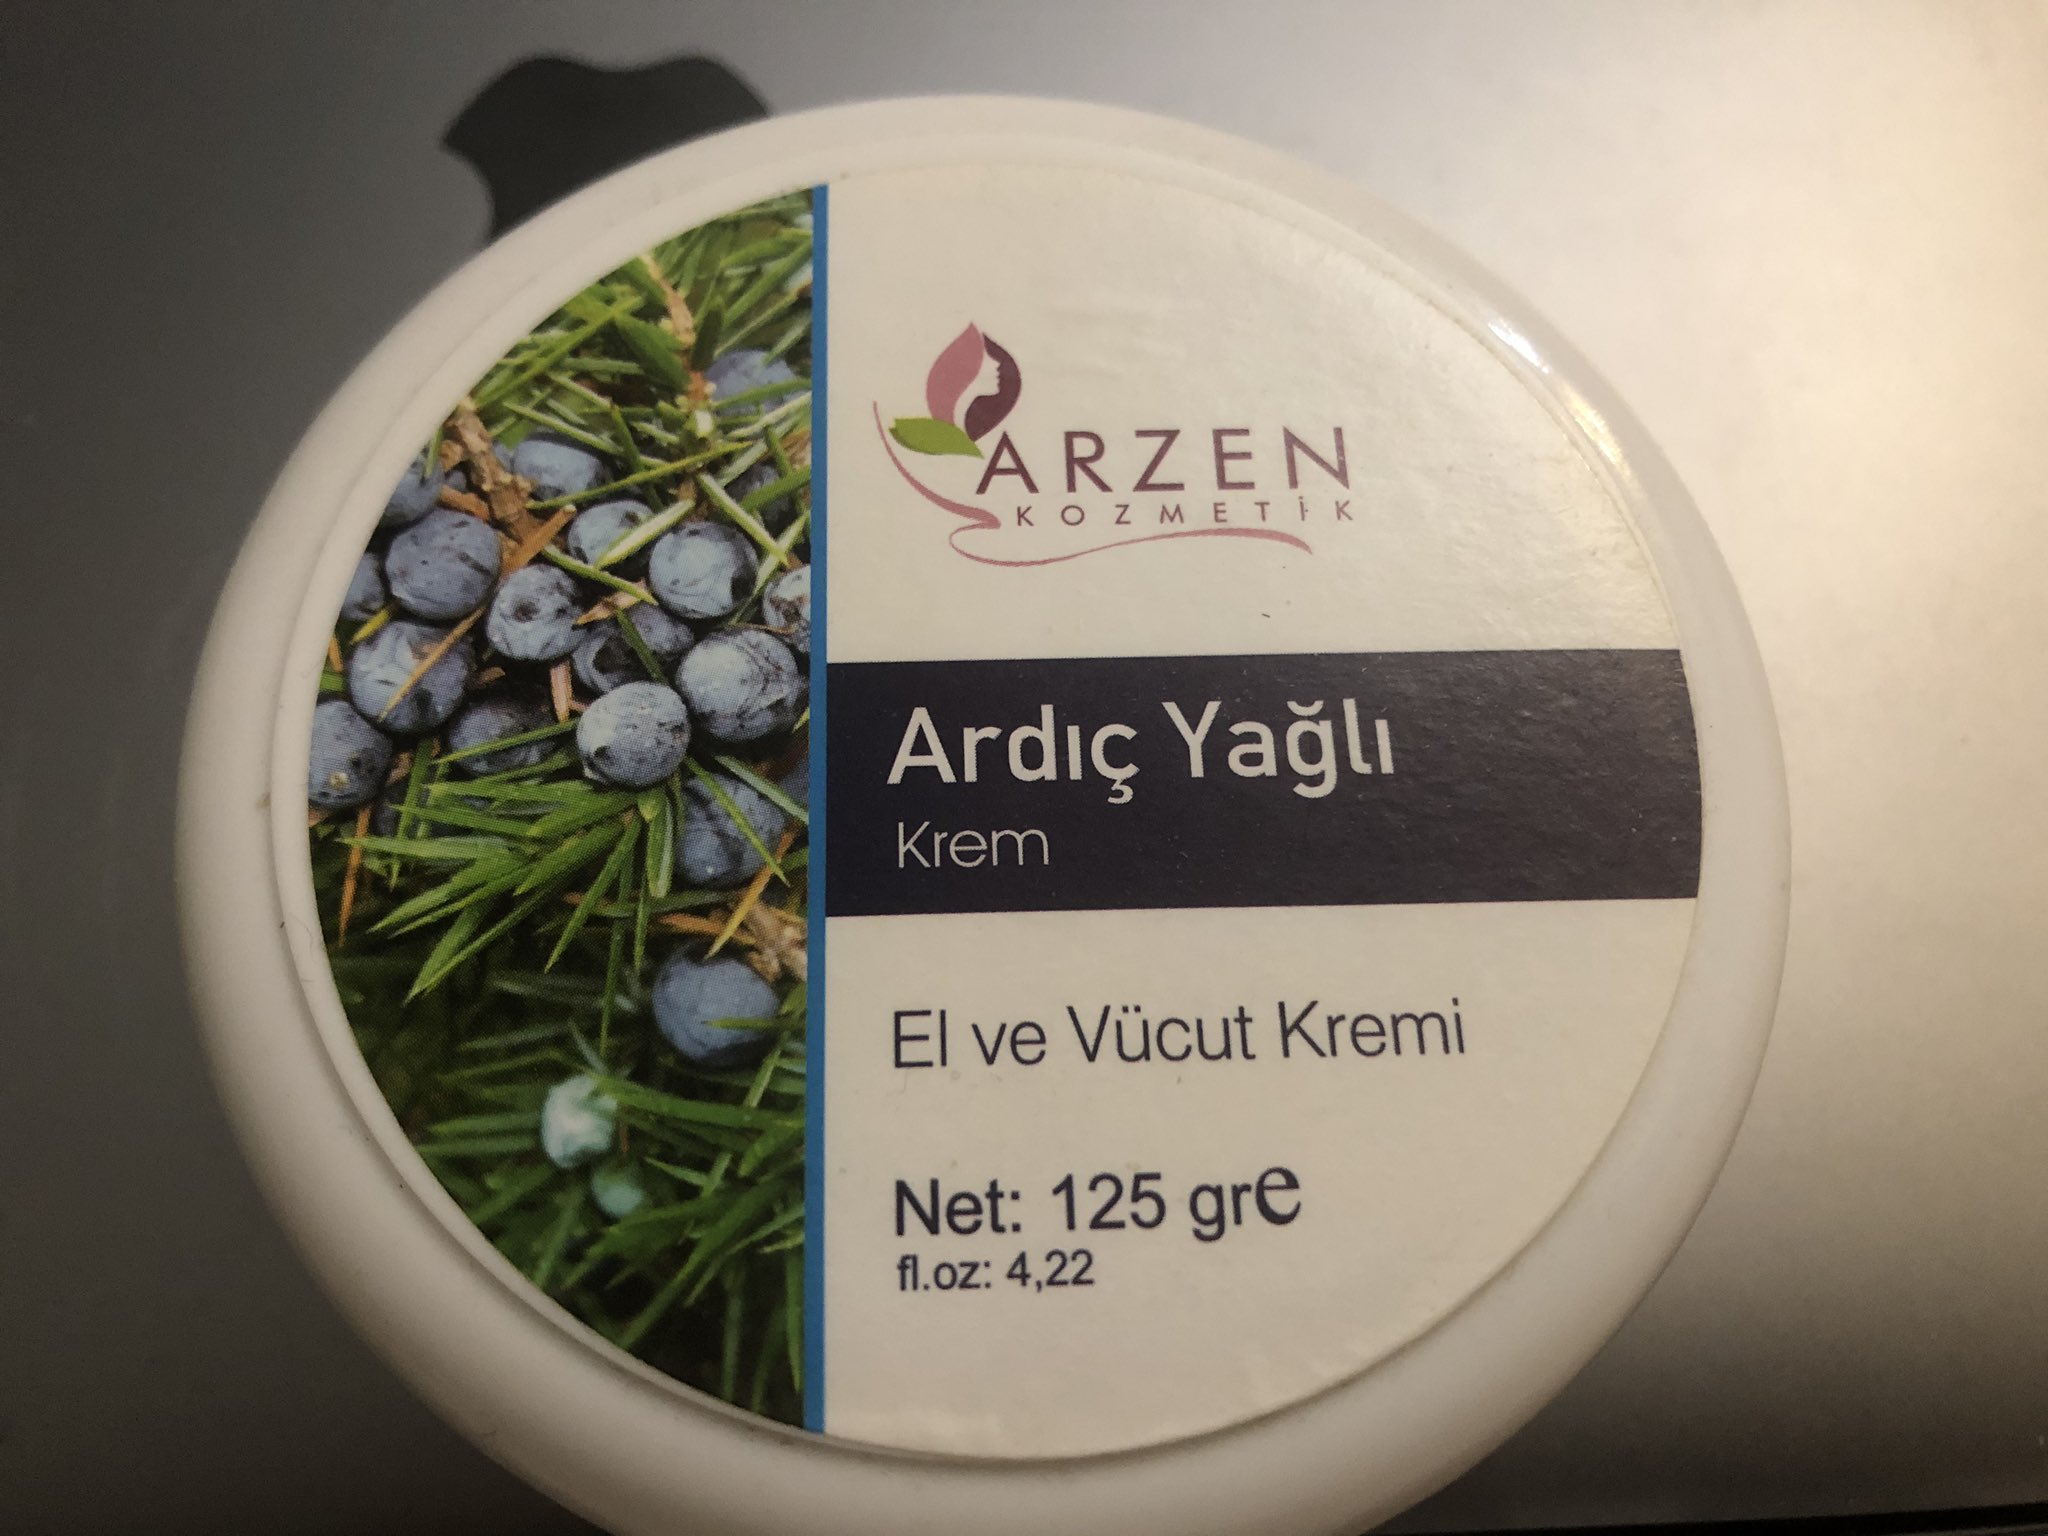 ARZEN
KOZMETİK
Ardıç Yağlı
Krem
El ve Vücut Kremi
Net: 125 gre
fl.oz: 4,22